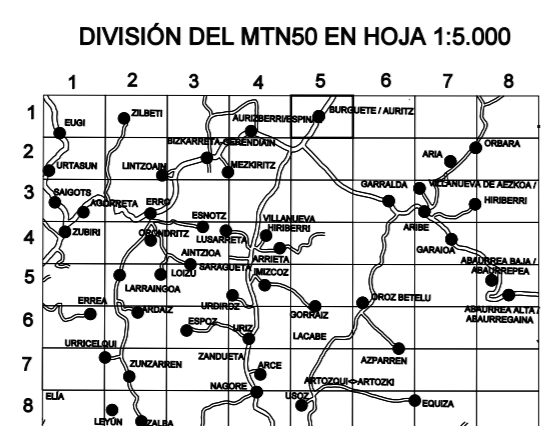 DIVISIÓN DEL MTN50 EN HOJA 1:5.000
1 2 3 4 5 6 7 8
1
EUGI
ZILBETI
AURIZBERRI/ESPINAL
BURGUETE / AURITZ
2
BIZKARRETA-GERENDIAIN
ORBARA
ARIA
URTASUN
LINTZOAIN
MEZKIRITZ
3
SAIGOTS
AGORRETA
ERRO
GARRALDA
VILLANUEVA DE AEZKOA /
HIRIBERRI
ESNOTZ
VILLANUEVA
HIRIBERRI
ARIBE
4
ZUBIRI
ORONDRITZ
LUSARRETA
GARAIOA
AINTZIOA
ARRIETA
SARAGUETA
ABAURREA BAJA /
ABAURREPEA
5
LARRAINGOA
LOIZU
IMIZCOZ
ERREA
URDIROZ
OROZ BETELU
ABAURREA ALTA /
ABAURREGAINA
6
ARDAIZ
ESPOZ
GORRAIZ
URIZ
LACABE
URRICELQUI
7
ZUNZARREN
ZANDUETA
ARCE
AZPARREN
NAGORE
ARTOZQUI<>ARTOZKI
8
ELÍA
USOZ
EQUIZA
LEYÚN
ZALBA